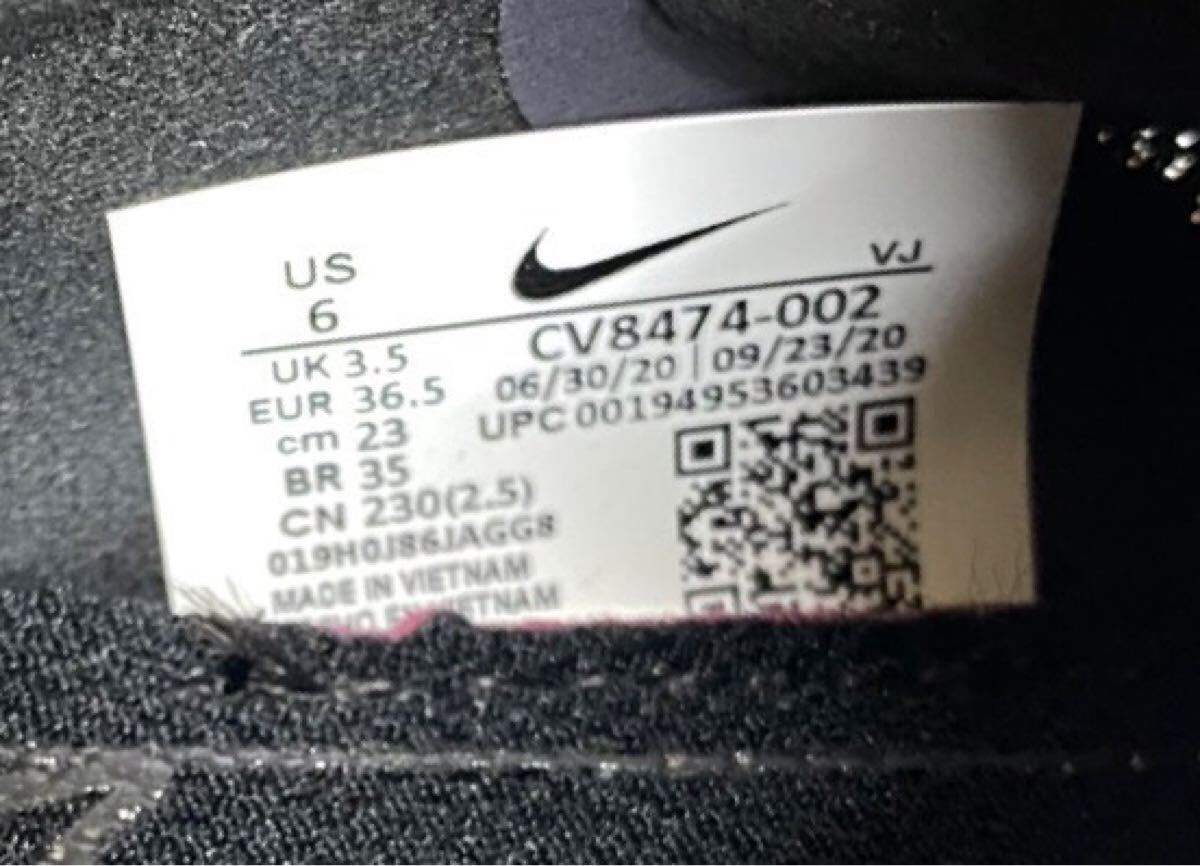 US
6
VJ
UK 3.5
EUR 36.5
cm 23
BR 35
CN 230(2.5)
019H0J86JAGG8
MADE IN VIETNAM
CV8474-002
06/30/20 | 09/23/20
UPC 00194953603439